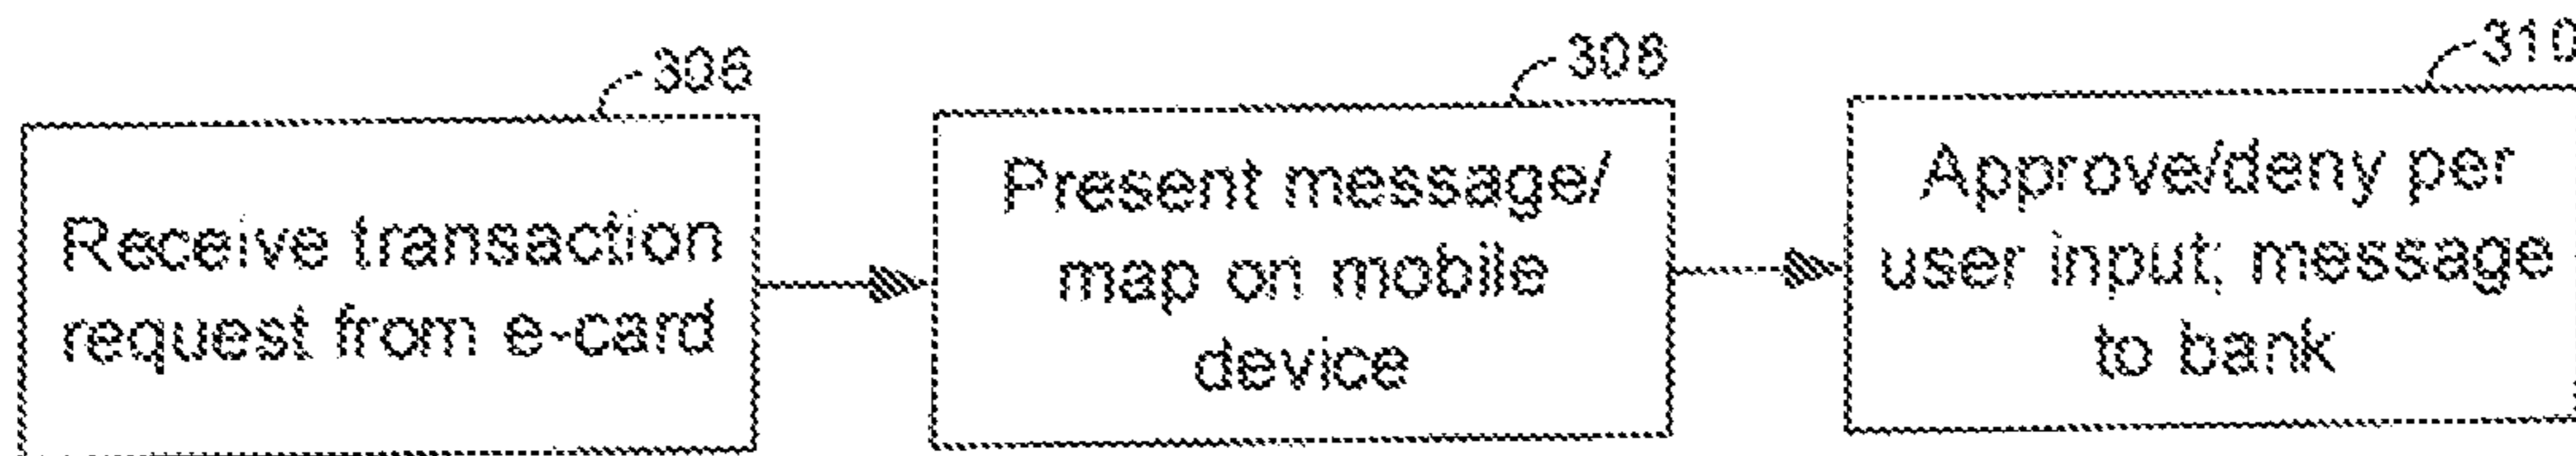 306
Receive transaction
request from e-card
308
Present message/
map on mobile
device
310
Approve/deny per
user input; message
to bank